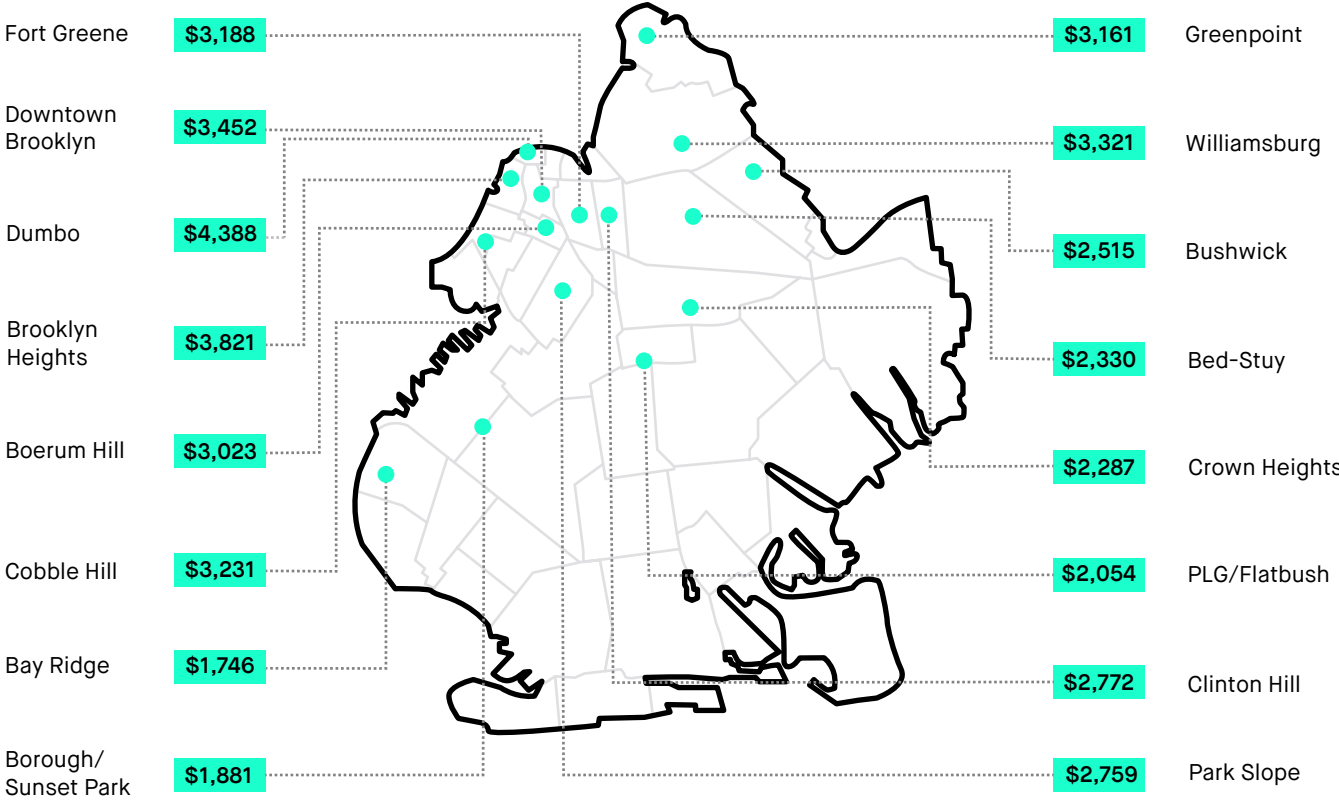 Fort Greene
$3,188
Downtown
Brooklyn
$3,452
Dumbo
$4,388
Brooklyn
Heights
$3,821
Boerum Hill
$3,023
Cobble Hill
$3,231
Bay Ridge
$1,746
Borough/
Sunset Park
$1,881
$3,161
Greenpoint
$3,321
Williamsburg
$2,515
Bushwick
$2,330
Bed-Stuy
$2,287
Crown Heights
$2,054
PLG/Flatbush
$2,772
Clinton Hill
$2,759
Park Slope